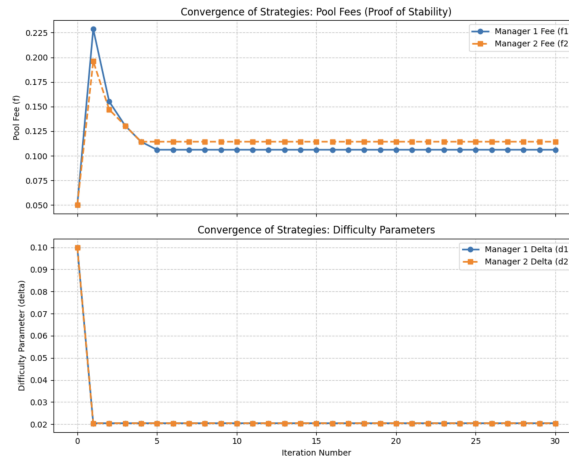 Convergence of Strategies: Pool Fees (Proof of Stability)
Manager 1 Fee (f1
Manager 2 Fee (f2
Pool Fee (f)
0.225
0.200
0.175
0.150
0.125
0.100
0.075
0.050
Convergence of Strategies: Difficulty Parameters
Manager 1 Delta (d1
Manager 2 Delta (d2
Difficulty Parameter (delta)
0.10
0.09
0.08
0.07
0.06
0.05
0.04
0.03
0.02
0 5 10 15 20 25 30
Iteration Number